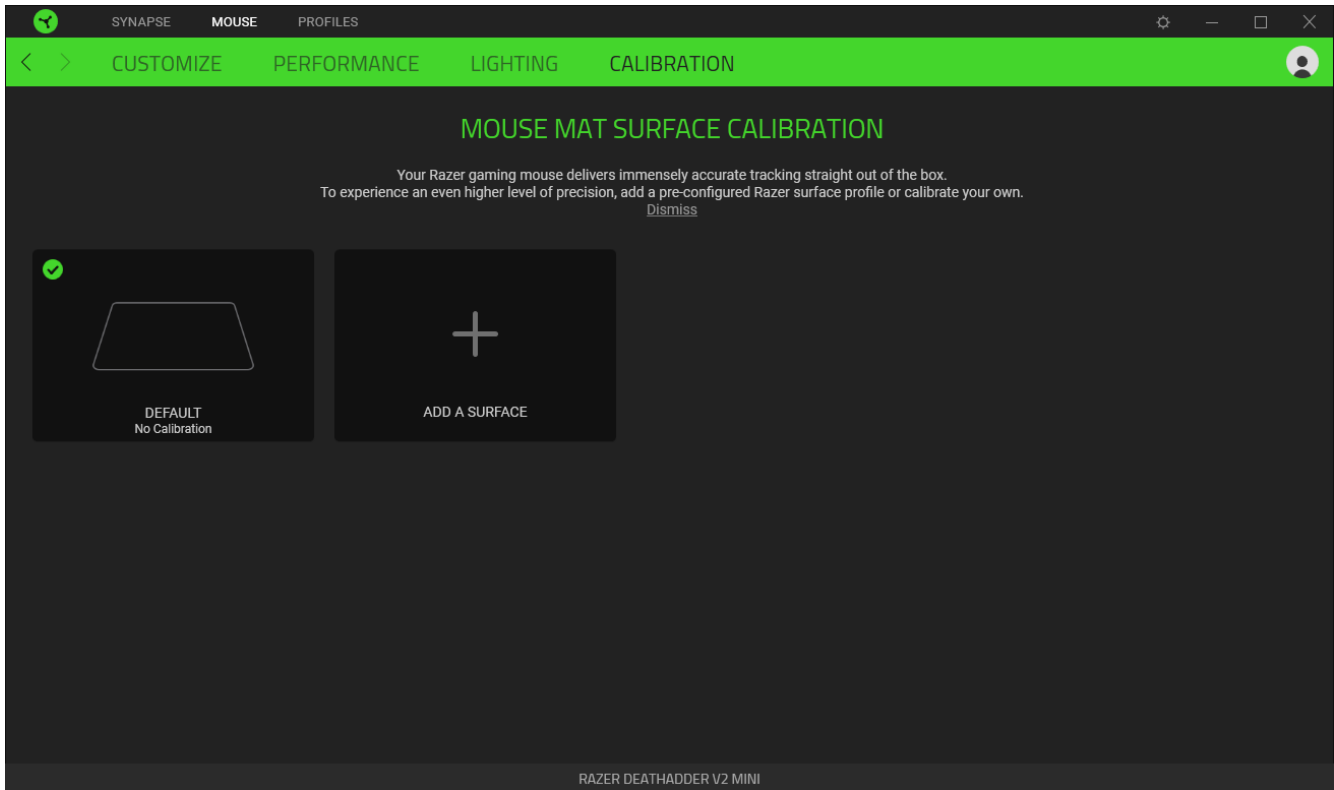 SYNAPSE MOUSE PROFILES
CUSTOMIZE PERFORMANCE LIGHTING CALIBRATION
MOUSE MAT SURFACE CALIBRATION
Your Razer gaming mouse delivers immensely accurate tracking straight out of the box.
To experience an even higher level of precision, add a pre-configured Razer surface profile or calibrate your own.
Dismiss
DEFAULT
No Calibration
ADD A SURFACE
RAZER DEATHADDER V2 MINI